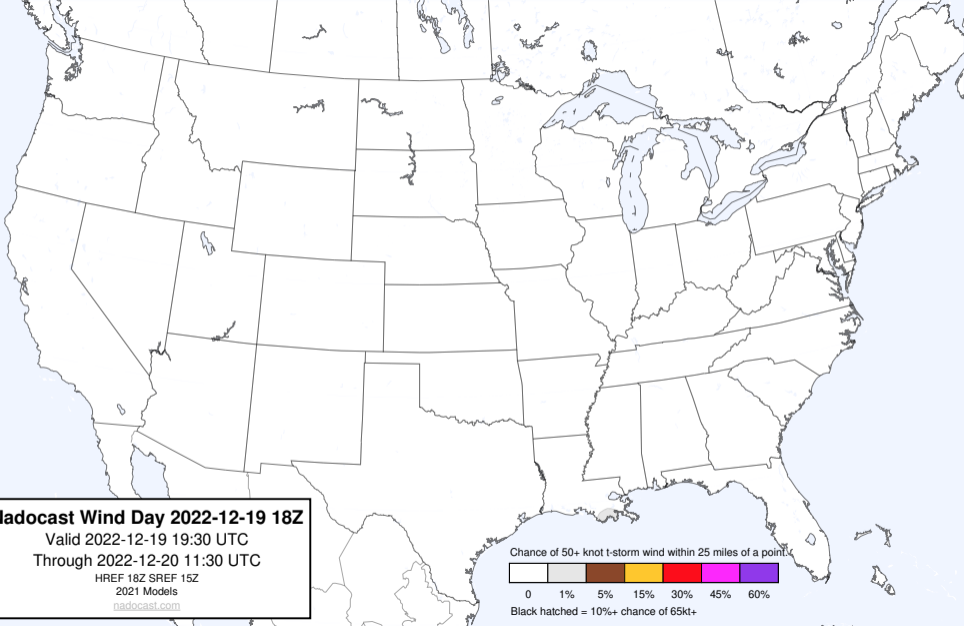 adocast Wind Day 2022-12-19 18Z
Valid 2022-12-19 19:30 UTC
Through 2022-12-20 11:30 UTC
HREF 18Z SREF 15Z
2021 Models
nadocast.com
Chance of 50+ knot t-storm wind within 25 miles of a point.
0 1% 5% 15% 30% 45% 60%
Black hatched = 10%+ chance of 65kt+